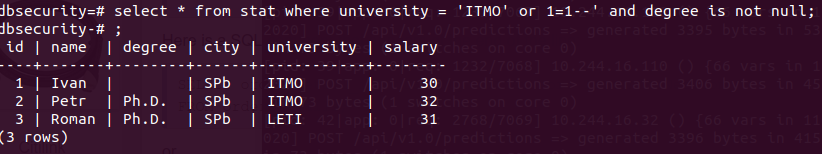 dbsecurity=# select * from stat where university = 'ITMO' or 1=1--' and degree is not null;
dbsecurity-# ;
 id | name  | degree | city | university | salary
----+-------+--------+------+------------+--------
  1 | Ivan  |        | SPb  | ITMO       |     30
  2 | Petr  | Ph.D.  | SPb  | ITMO       |     32
  3 | Roman | Ph.D.  | SPb  | LETI       |     31
(3 rows)